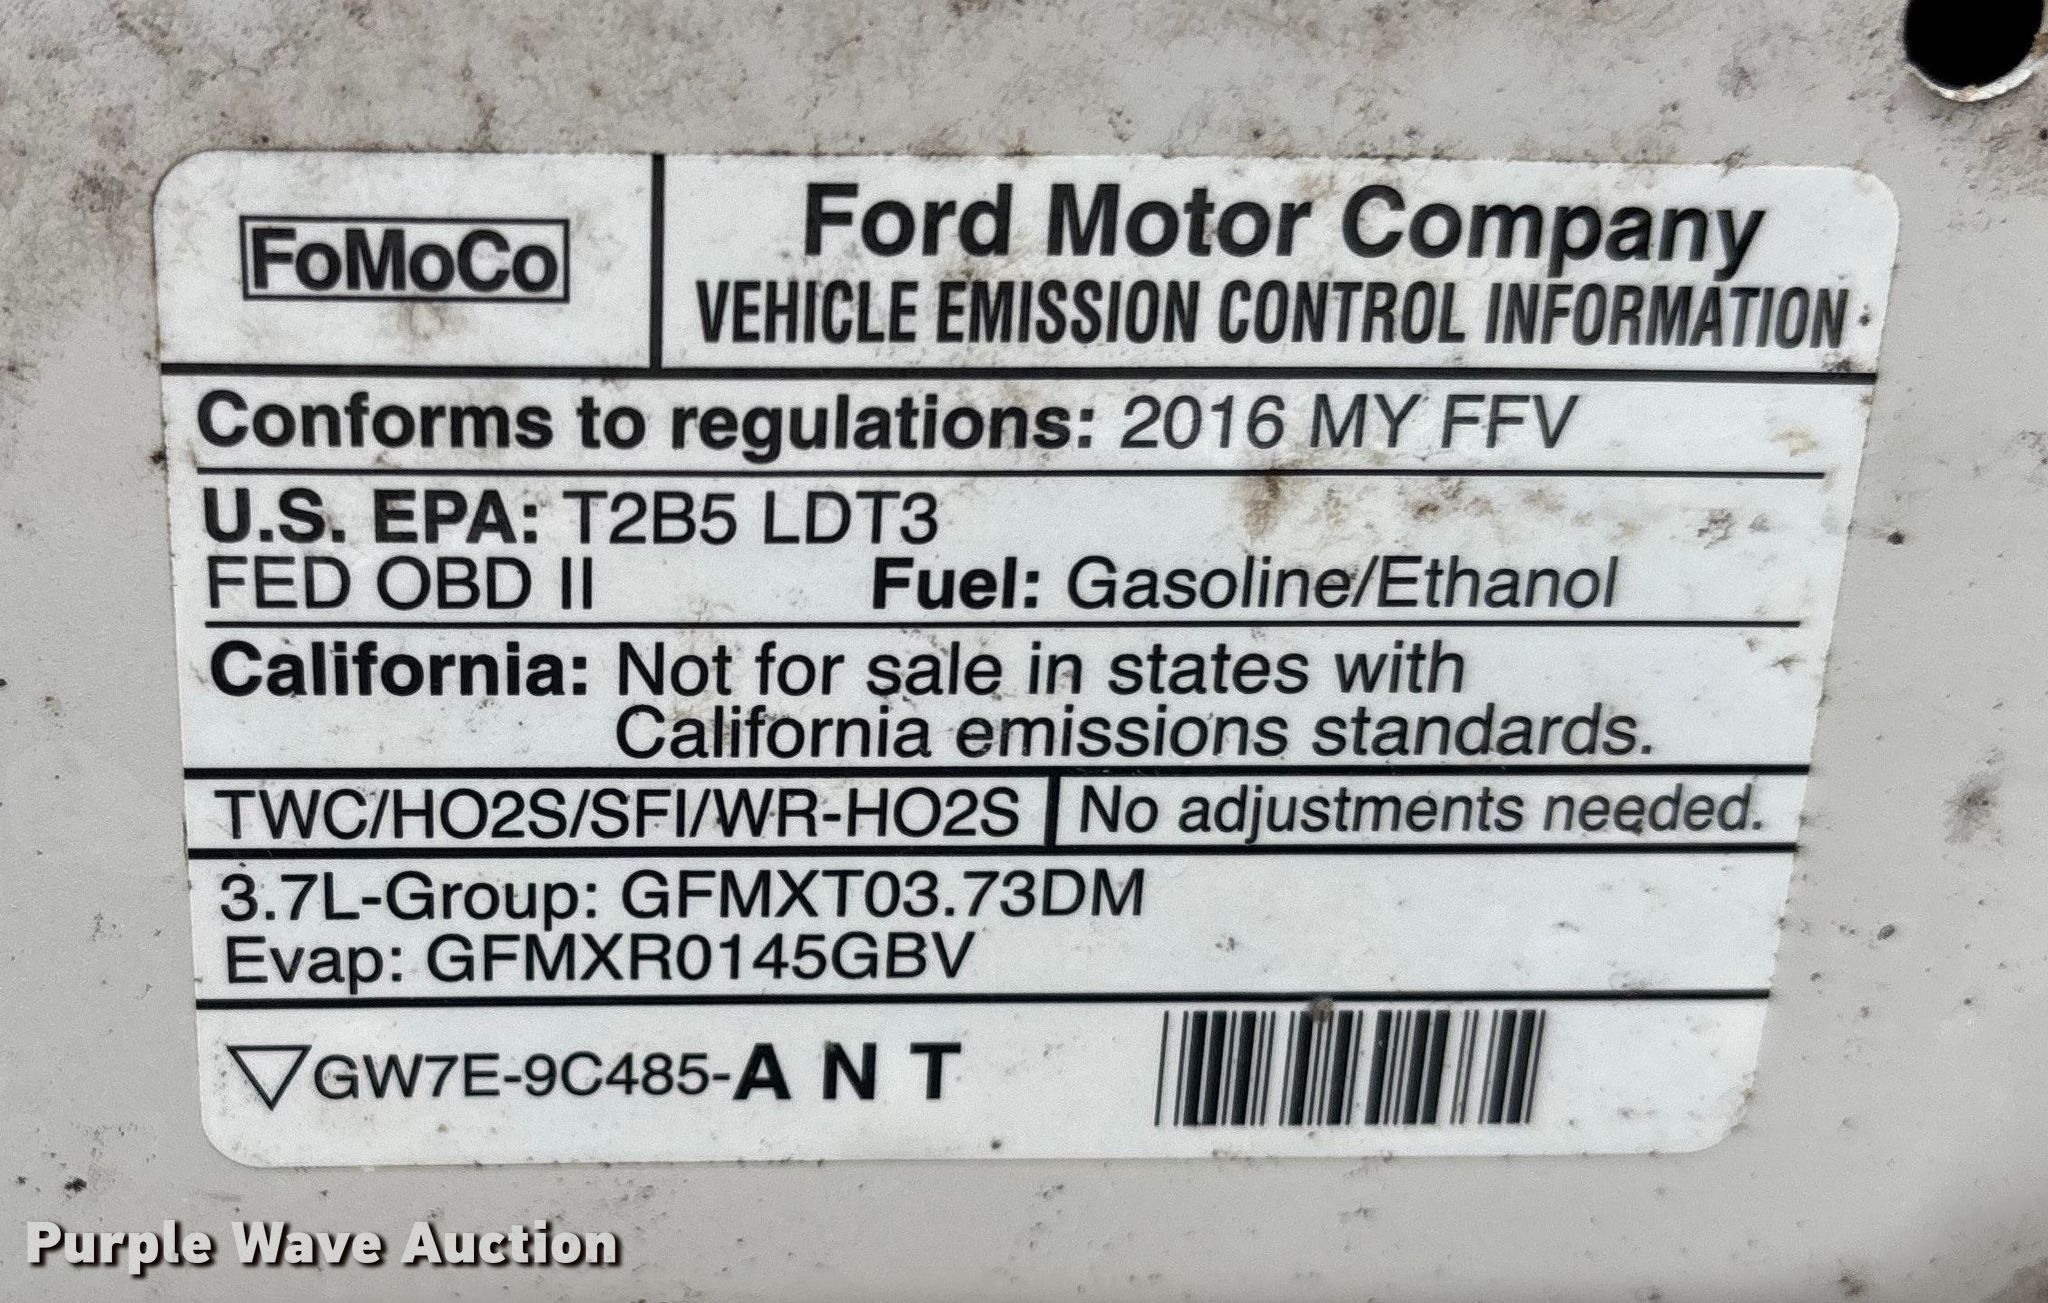 FoMoCo
Ford Motor Company
VEHICLE EMISSION CONTROL INFORMATION
Conforms to regulations: 2016 MY FFV
U.S. EPA: T2B5 LDT3
FED OBD II Fuel: Gasoline/Ethanol
California: Not for sale in states with
California emissions standards.
TWC/HO2S/SFI/WR-HO2S No adjustments needed.
3.7L-Group: GFMXT03.73DM
Evap: GFMXR0145GBV
GW7E-9C485-A N T
Purple Wave Auction